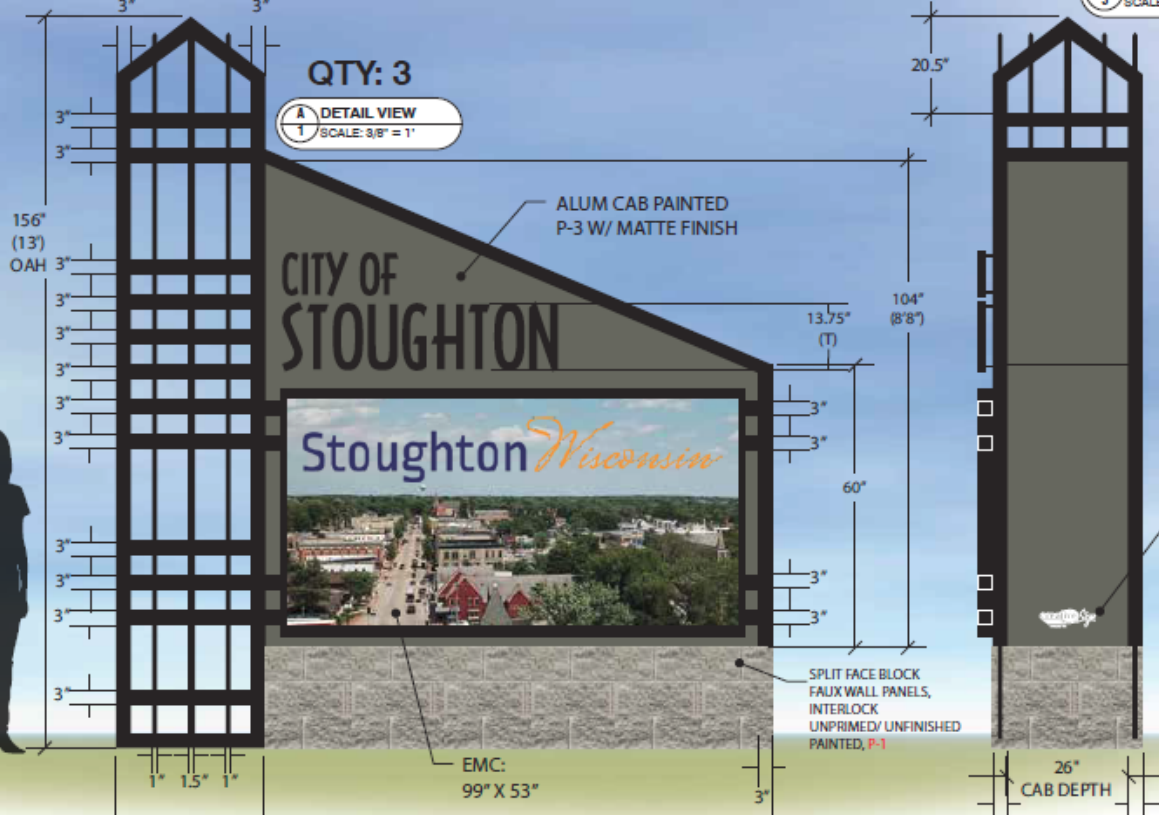 3"
3"
QTY: 3
A
1
DETAIL VIEW
SCALE: 3/8" = 1'
3"
3"
156"
(13')
OAH
3"
3"
3"
3"
3"
3"
3"
3"
3"
3"
ALUM CAB PAINTED
P-3 W/ MATTE FINISH
CITY OF
STOUGHTON
Stoughton Wisconsin
13.75"
(T)
104"
(8'8")
3"
3"
60"
3"
3"
SPLIT FACE BLOCK
FAUX WALL PANELS,
INTERLOCK
UNPRIMED/ UNFINISHED
PAINTED, P-1
1"
1.5"
1"
EMC:
99" X 53"
3"
3
SCALE
20.5"
26"
CAB DEPTH